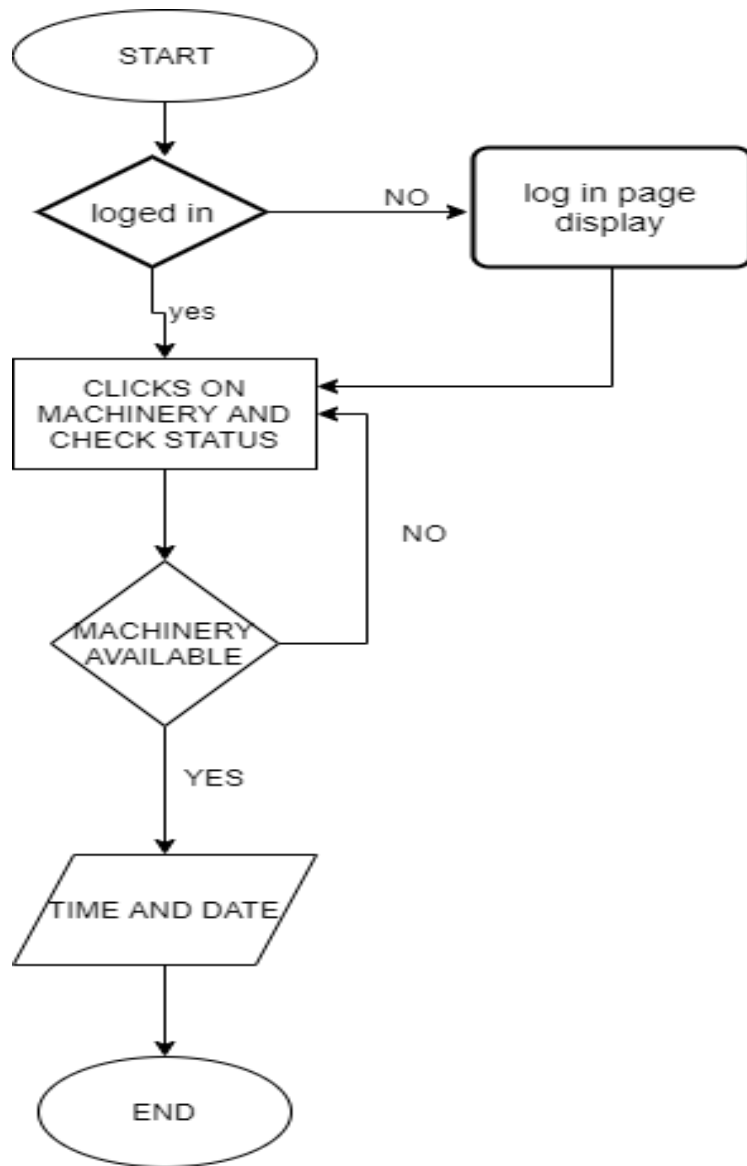 START
loged in
NO
log in page
display
yes
CLICKS ON
MACHINERY AND
CHECK STATUS
NO
MACHINERY
AVAILABLE
YES
TIME AND DATE
END